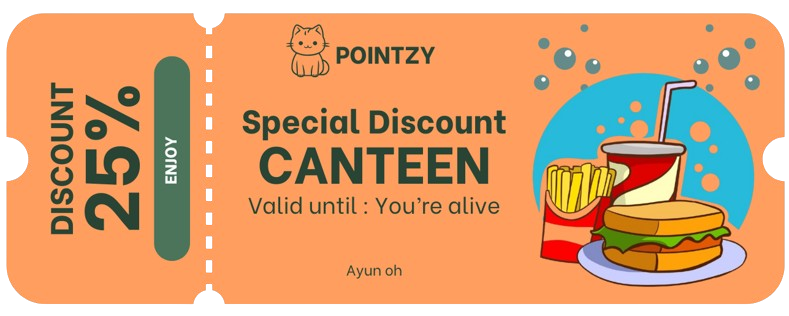 DISCOUNT
25%
ENJOY
POINTZY
Special Discount
CANTEEN
Valid until : You're alive
Ayun oh